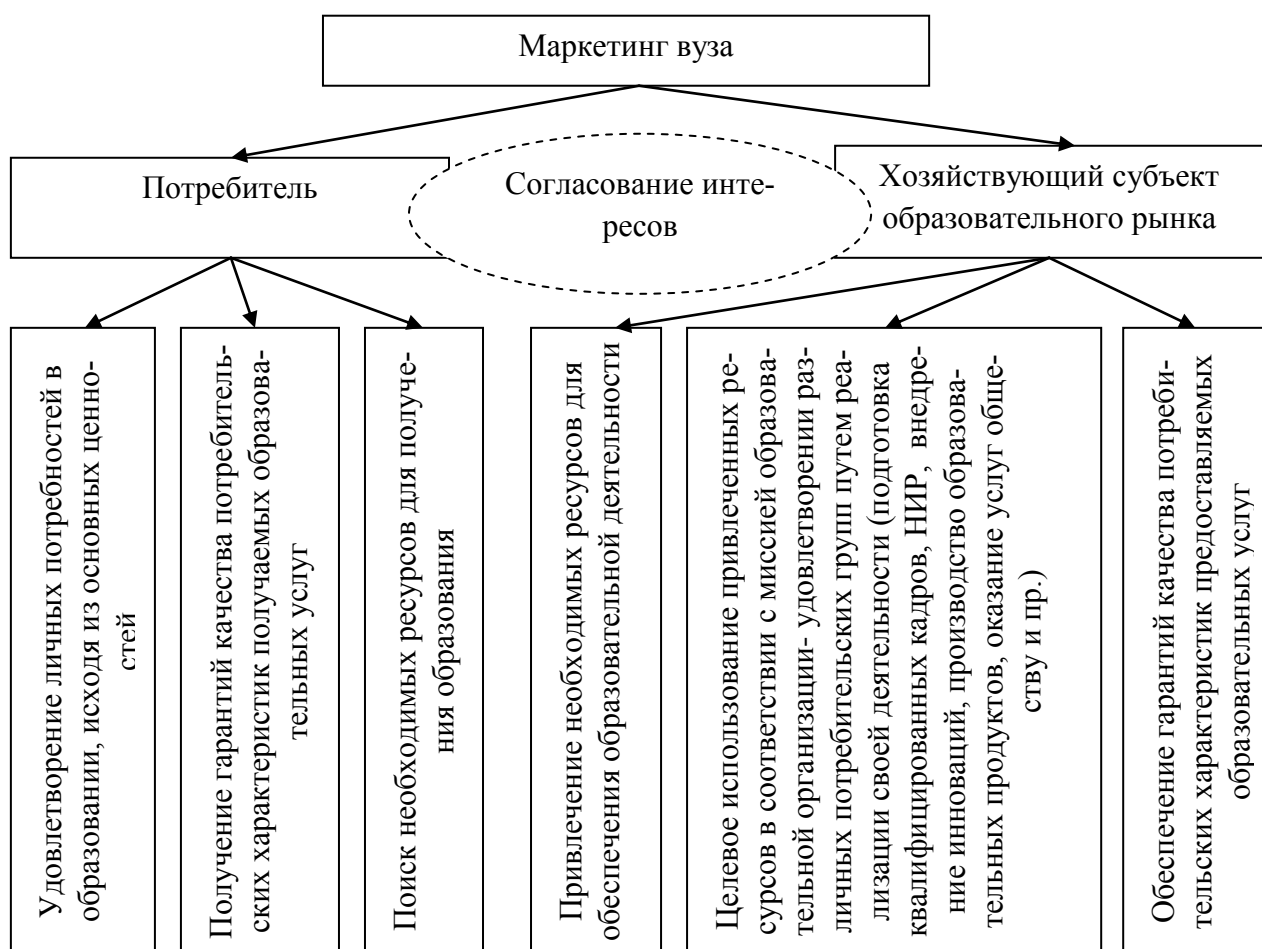 Маркетинг вуза
Потребитель
Согласование инте-
ресов
Хозяйствующий субъект
образовательного рынка
Удовлетворение личных потребностей в
образовании, исходя из основных ценно-
стей
Получение гарантий качества потребитель-
ских характеристик получаемых образова-
тельных услуг
Поиск необходимых ресурсов для получе-
ния образования
Привлечение необходимых ресурсов для
обеспечения образовательной деятельности
Целевое использование привлеченных ре-
сурсов в соответствии с миссией образова-
тельной организации- удовлетворении раз-
личных потребительских групп путем реа-
лизации своей деятельности (подготовка
квалифицированных кадров, НИР, внедре-
ние инноваций, производство образова-
тельных продуктов, оказание услуг обще-
ству и пр.)
Обеспечение гарантий качества потреби-
тельских характеристик предоставляемых
образовательных услуг